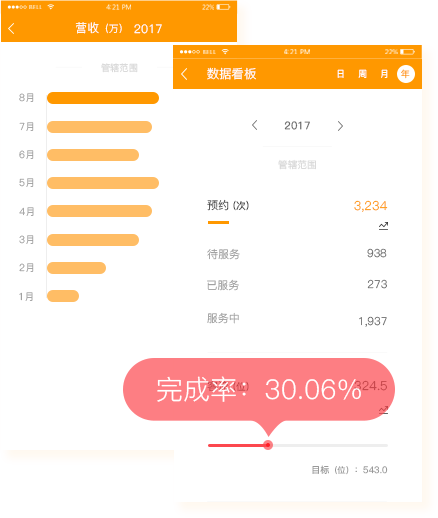 BELL 4:21 PM 22%
营收（万） 2017
管辖范围
8月
7月
6月
5月
4月
3月
2月
1月
BELL 4:21 PM 22%
数据看板 日 周 月 年
2017
管辖范围
预约 (次) 3,234
待服务 938
已服务 273
服务中 1,937
324.5
完成率：30.06%
目标（位）：543.0